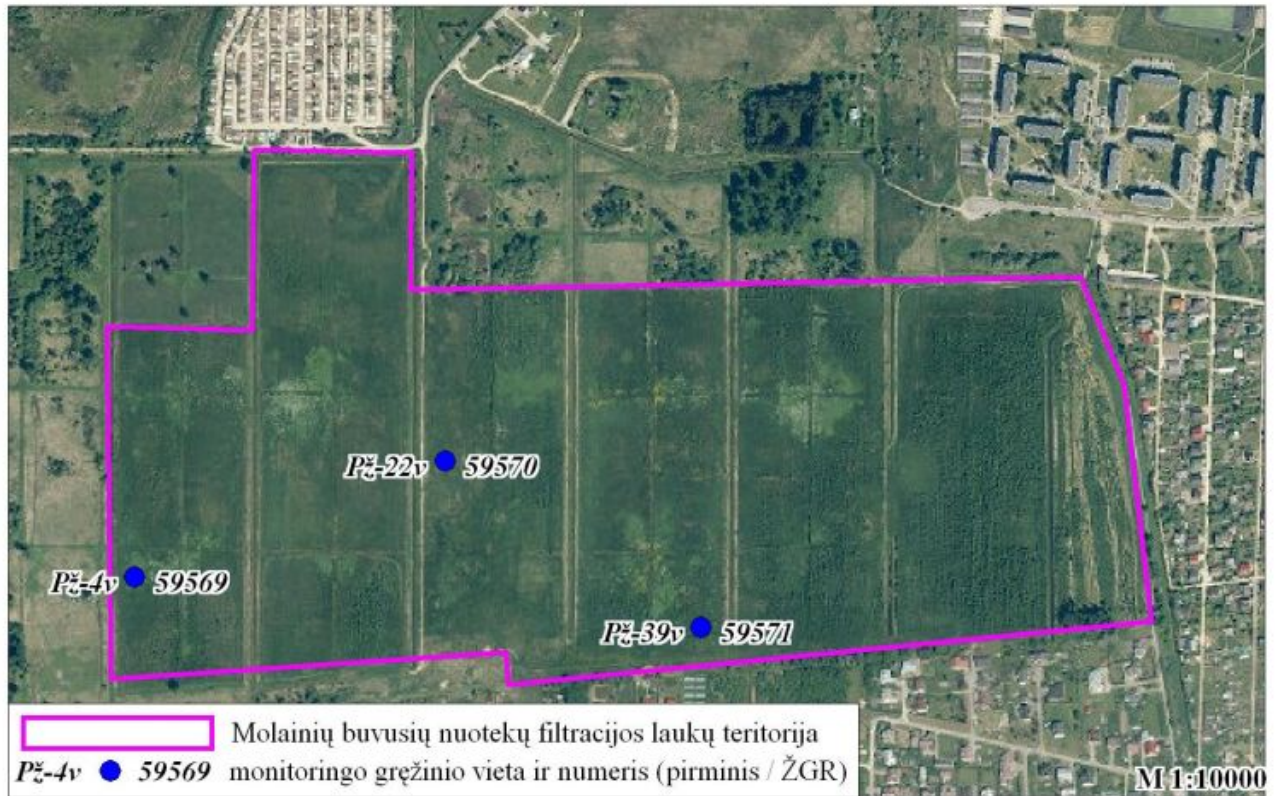 Pž-22v 59570
Pž-4v 59569
Pž-39v 59571
Molainių buvusių nuotekų filtracijos laukų teritorija
Pž-4v 59569 monitoringo gręžinio vieta ir numeris (pirminis / ŽGR)
M 1:10000